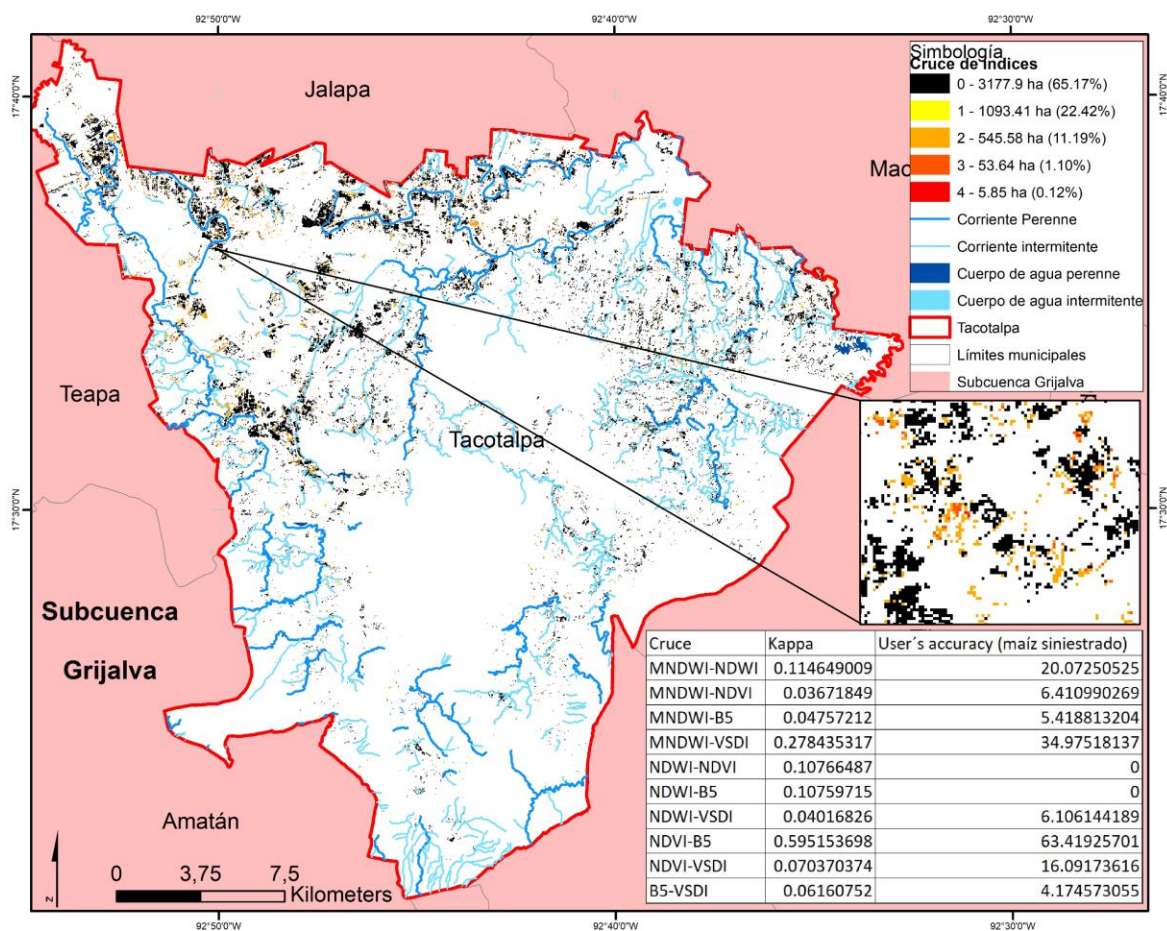 92°50'0"W
92°40'0"W
92°30'0"W
17°40'0"N
17°40'0"N
Jalapa
Simbología
Cruce de Indices
0 - 3177.9 ha (65.17%)
1 - 1093.41 ha (22.42%)
2 - 545.58 ha (11.19%)
3 - 53.64 ha (1.10%)
4 - 5.85 ha (0.12%)
Corriente Perenne
Corriente intermitente
Cuerpo de agua perenne
Cuerpo de agua intermitente
Tacotalpa
Límites municipales
Subcuenca Grijalva
Mac
Teapa
Tacotalpa
17°30'0"N
17°30'0"N
Subcuenca
Grijalva
Amatán
Cruce Kappa User´s accuracy (maíz siniestrado)
MNDWI-NDWI 0.114649009 20.07250525
MNDWI-NDVI 0.03671849 6.410990269
MNDWI-B5 0.04757212 5.418813204
MNDWI-VSDI 0.278435317 34.97518137
NDWI-NDVI 0.10766487 0
NDWI-B5 0.10759715 0
NDWI-VSDI 0.04016826 6.106144189
NDVI-B5 0.595153698 63.41925701
NDVI-VSDI 0.070370374 16.09173616
B5-VSDI 0.06160752 4.174573055
z
0 3,75 7,5
Kilometers
92°50'0"W
92°40'0"W
92°30'0"W